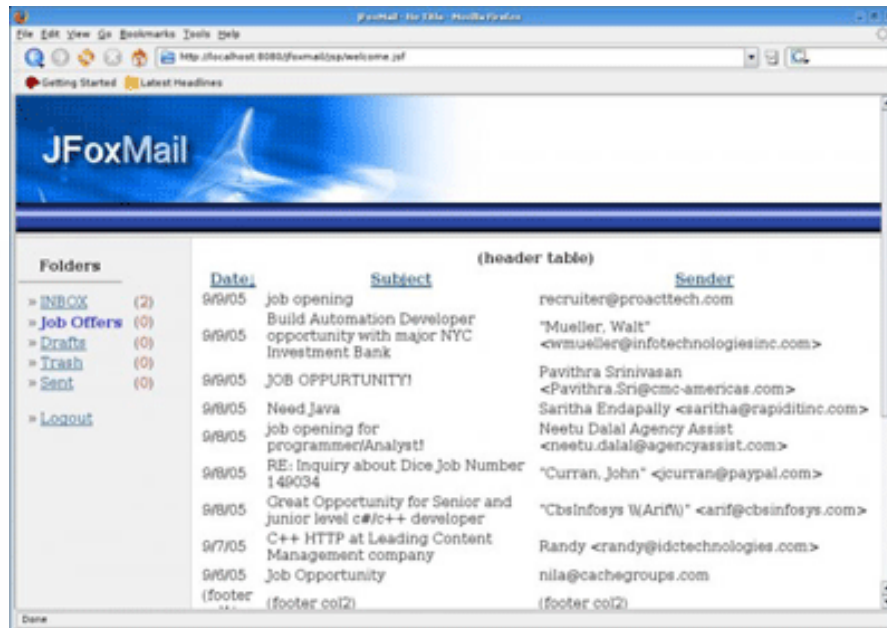 JFoxMail - No Title - Mozilla Firefox
File Edit View Go Bookmarks Tools Help
http://localhost:8080/jfoxmail/jsp/welcome.jsf
Getting Started Latest Headlines
JFoxMail
Folders
» INBOX (2)
» Job Offers (0)
» Drafts (0)
» Trash (0)
» Sent (0)
» Logout
(header table)
Date↓ Subject Sender
9/9/05 job opening recruiter@proacttech.com
Build Automation Developer
9/9/05 opportunity with major NYC
Investment Bank
"Mueller, Walt"
<wmueller@infotechnologiesinc.com>
9/9/05 JOB OPPURTUNITY!
Pavithra Srinivasan
<Pavithra.Sri@cmc-americas.com>
9/8/05 Need Java Saritha Endapally <saritha@rapiditinc.com>
9/8/05 job opening for
programmer/Analyst!
Neetu Dalal Agency Assist
<neetu.dalal@agencyassist.com>
9/8/05 RE: Inquiry about Dice Job Number
149034
"Curran, John" <jcurran@paypal.com>
9/8/05 Great Opportunity for Senior and
junior level c#/c++ developer
"CbsInfosys \\(Arif\\)" <arif@cbsinfosys.com>
9/7/05 C++ HTTP at Leading Content
Management company
Randy <randy@idctechnologies.com>
9/6/05 Job Opportunity nila@cachegroups.com
(footer (footer col2) (footer col2)
Done